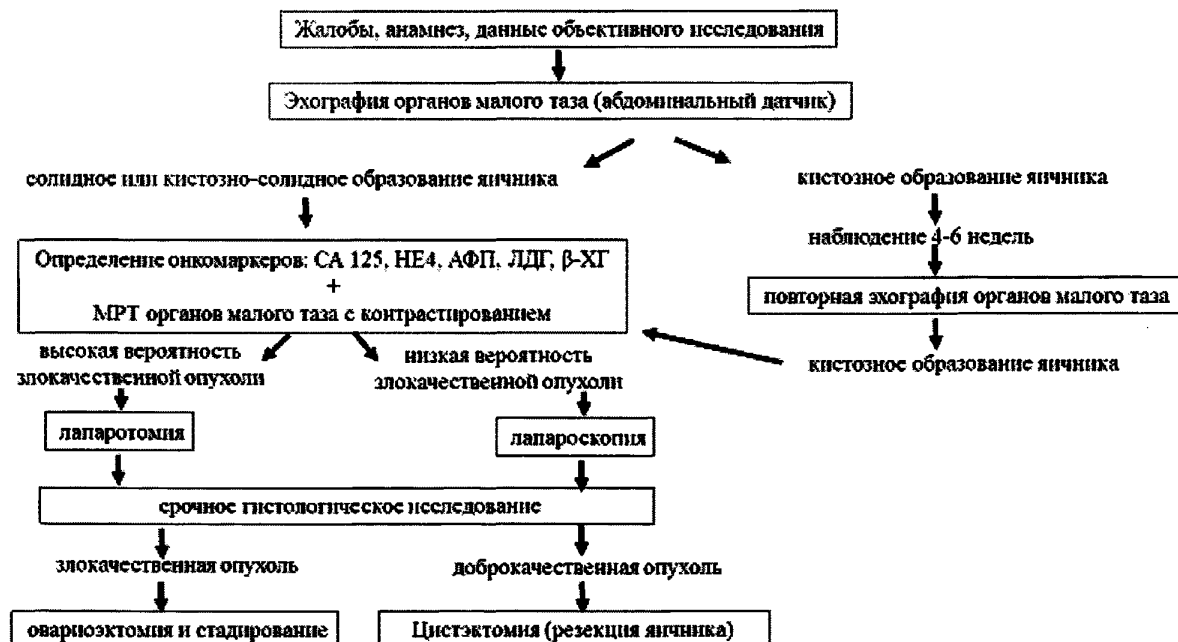 Жалобы, анамнез, данные объективного исследования
Эхография органов малого таза (абдоминальный датчик)
солидное или кистозно-солидное образование яичника
кистозное образование яичника
наблюдение 4-6 недель
Определение онкомаркеров: CA 125, HE4, АФП, ЛДГ, β-ХГ
+
МРТ органов малого таза с контрастированием
повторная эхография органов малого таза
высокая вероятность
злокачественной опухоли
низкая вероятность
злокачественной опухоли
кистозное образование яичника
лапаротомия
лапароскопия
срочное гистологическое исследование
злокачественная опухоль
доброкачественная опухоль
овариоэктомия и стадирование
Цистэктомия (резекция яичника)